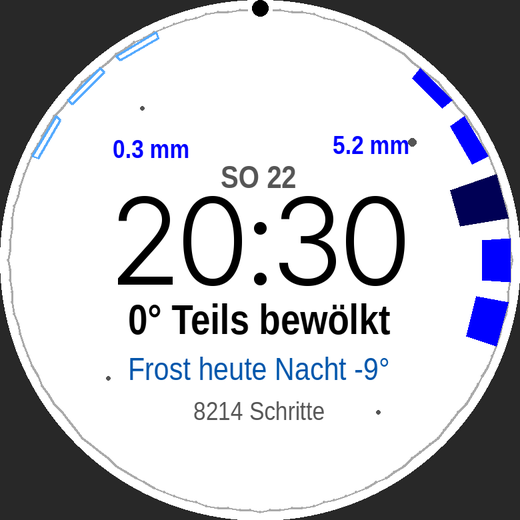 0.3 mm
5.2 mm
SO 22
20:30
0° Teils bewölkt
Frost heute Nacht -9°
8214 Schritte